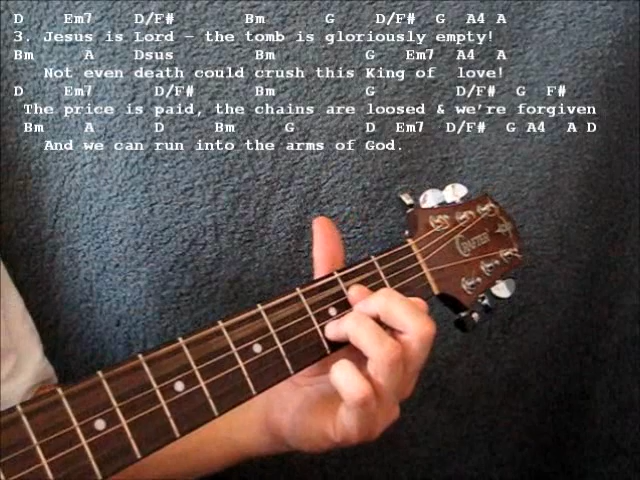 D Em7 D/F# Bm G D/F# G A4 A
3. Jesus is Lord - the tomb is gloriously empty!
Bm A Dsus Bm G Em7 A4 A
Not even death could crush this King of love!
D Em7 D/F# Bm G D/F# G F#
The price is paid, the chains are loosed & we're forgiven
Bm A D Bm G D Em7 D/F# G A4 A D
And we can run into the arms of God.
CRAFTER